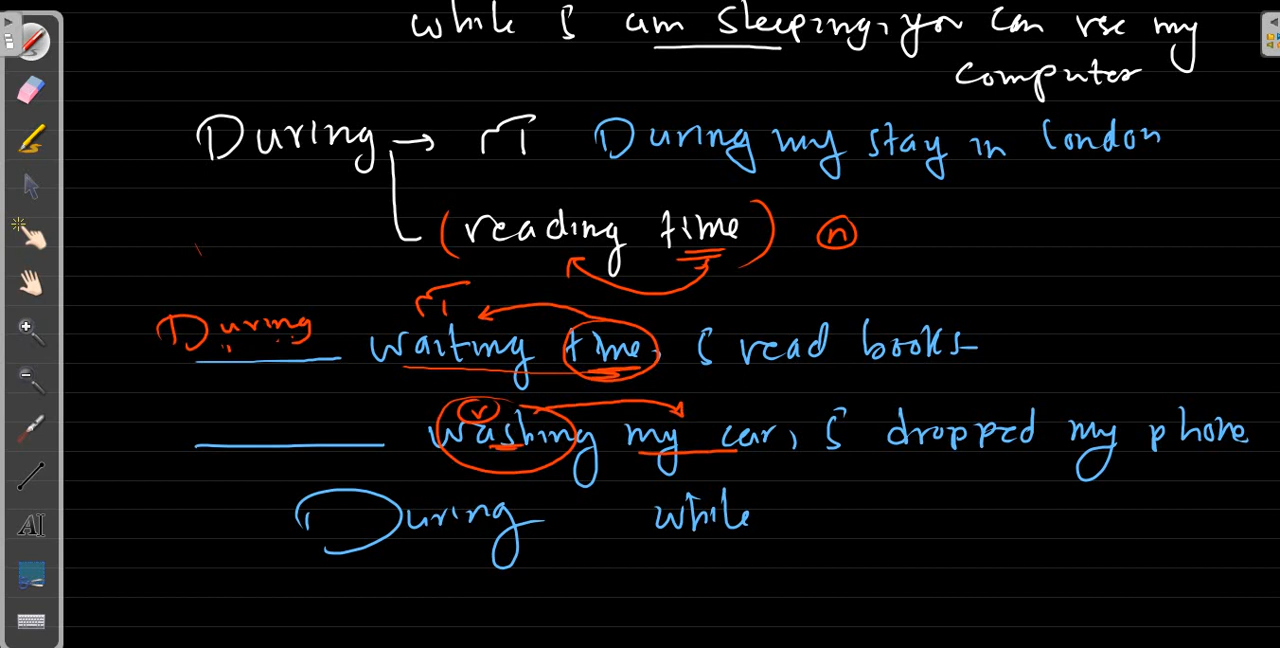 while I am sleeping, you can use my
computer
During → During my stay in London
(reading time) n
During waiting time, I read books
v
washing my car, I dropped my phone
During while
AI